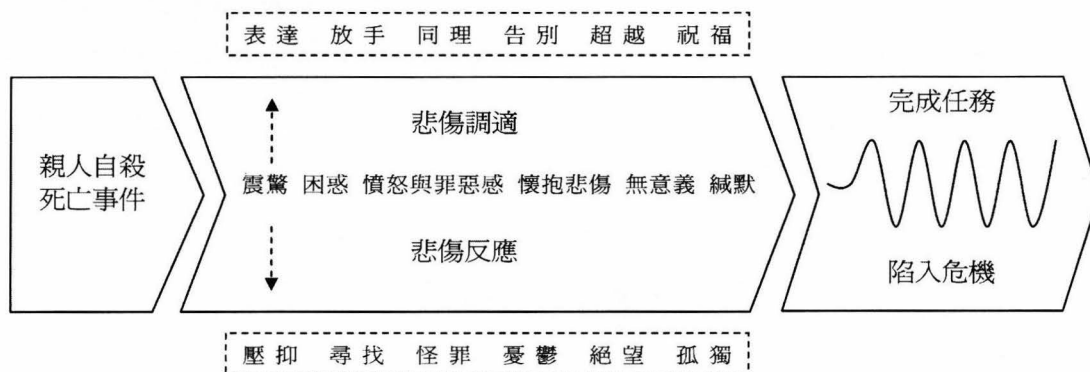 表達 放手 同理 告別 超越 祝福
親人自殺
死亡事件
悲傷調適
震驚 困惑 憤怒與罪惡感 懷抱悲傷 無意義 緘默
悲傷反應
完成任務
陷入危機
壓抑 尋找 怪罪 憂鬱 絕望 孤獨